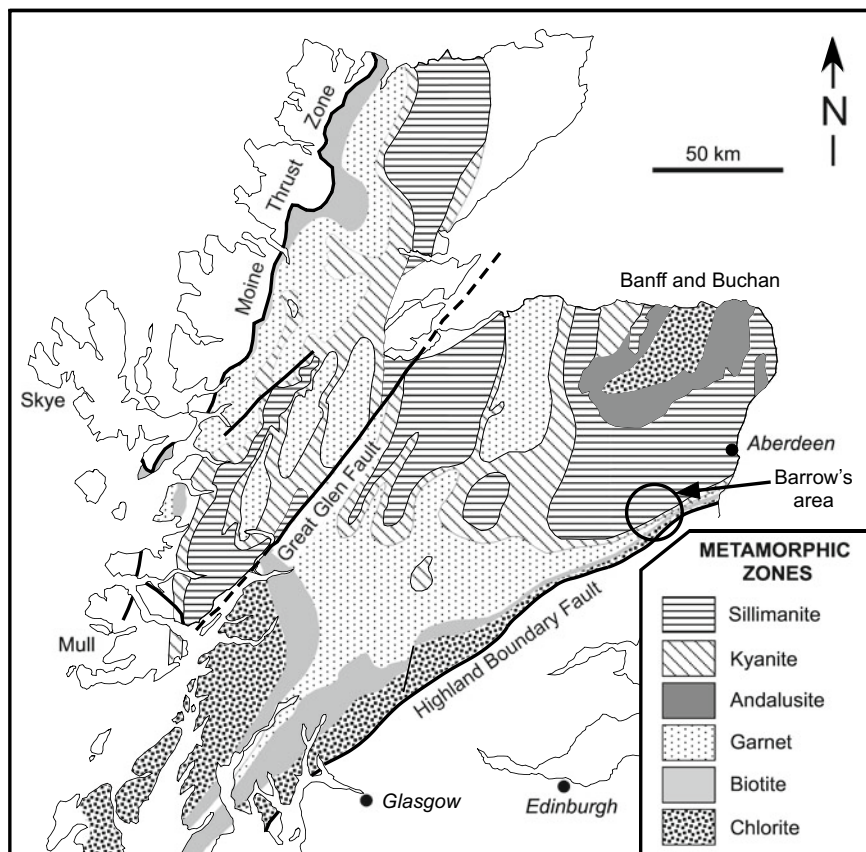 N
50 km
Moine Thrust Zone
Banff and Buchan
Skye
Great Glen Fault
Aberdeen
Barrow's
area
Mull
Highland Boundary Fault
Glasgow
Edinburgh
METAMORPHIC
ZONES
Sillimanite
Kyanite
Andalusite
Garnet
Biotite
Chlorite